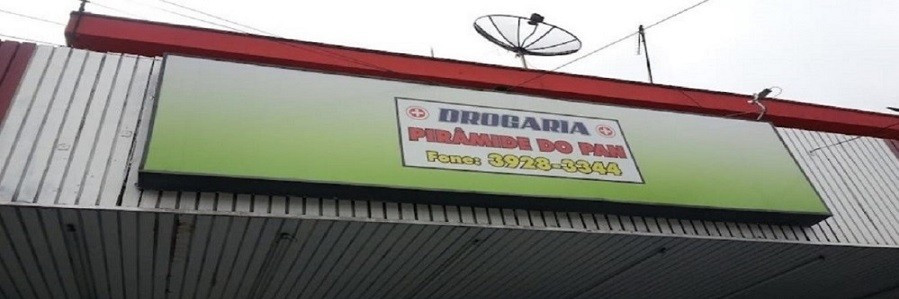 DROGARIA
PIRÂMIDE DO PAN
Fone: 3928-3344